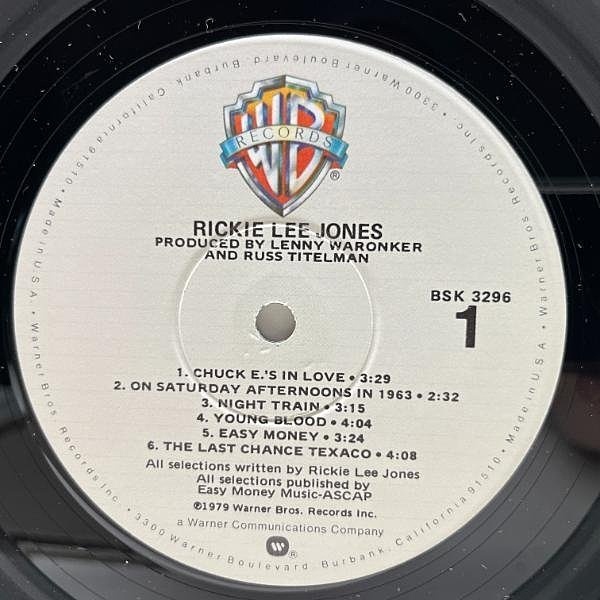 WB
RECORDS
®
RICKIE LEE JONES
PRODUCED BY LENNY WARONKER
AND RUSS TITELMAN
BSK 3296
1
1. CHUCK E.'S IN LOVE • 3:29
2. ON SATURDAY AFTERNOONS IN 1963 • 2:32
3. NIGHT TRAIN • 3:15
4. YOUNG BLOOD • 4:04
5. EASY MONEY • 3:24
6. THE LAST CHANCE TEXACO • 4:08
All selections written by Rickie Lee Jones
All selections published by
Easy Money Music-ASCAP
℗1979 Warner Bros. Records Inc.
a Warner Communications Company
W ®
Warner Bros. Records Inc. • 3300 Warner Boulevard, Burbank, California 91510 • Made in U.S.A. • Warner Bros. Records Inc. • 3300 Warner Boulevard, Burbank, California 91510 • Made in U.S.A. •